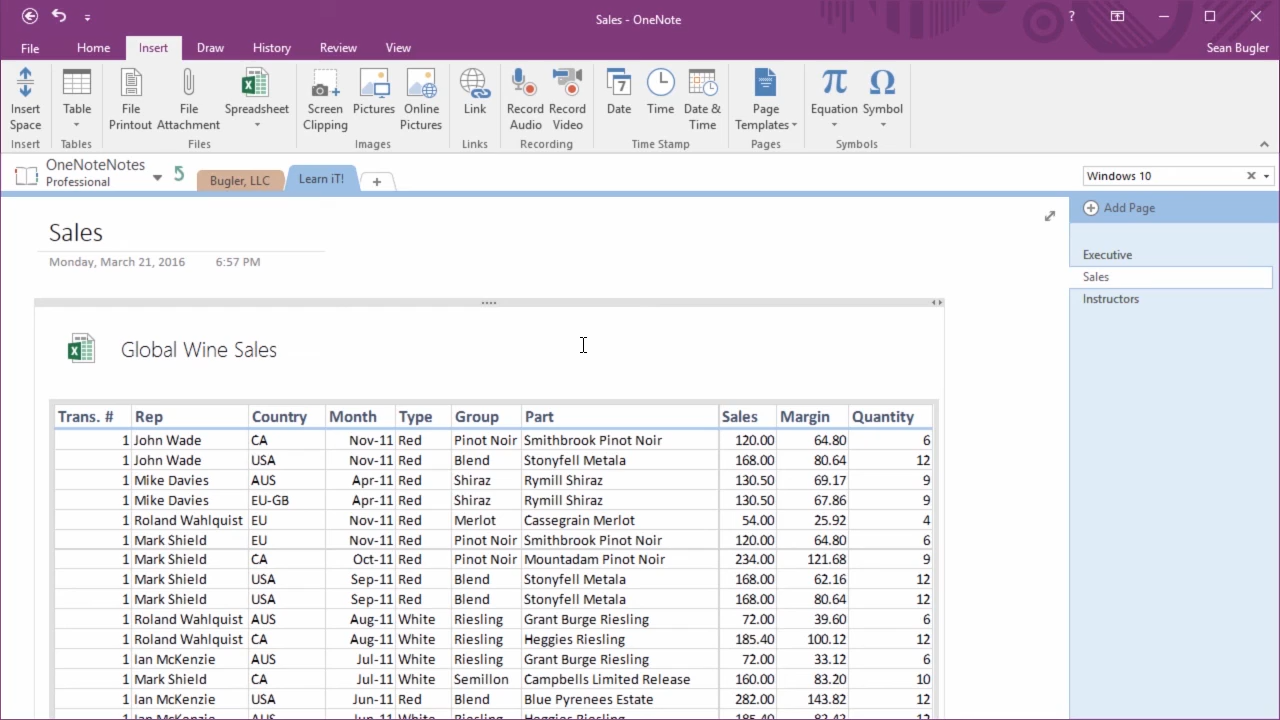 Sales - OneNote
?
File Home Insert Draw History Review View Sean Bugler
Insert Space
Table
File Printout
File Attachment
Spreadsheet
Screen Clipping
Pictures
Online Pictures
Link
Record Audio
Record Video
Date
Time
Date & Time
Page Templates
π Equation
Ω Symbol
Insert Tables Files Images Links Recording Time Stamp Pages Symbols
OneNoteNotes
Professional
Bugler, LLC
Learn iT!
+
Windows 10
Add Page
Executive
Sales
Instructors
Sales
Monday, March 21, 2016 6:57 PM
Global Wine Sales
Trans. # Rep Country Month Type Group Part Sales Margin Quantity
1 John Wade CA Nov-11 Red Pinot Noir Smithbrook Pinot Noir 120.00 64.80 6
1 John Wade USA Nov-11 Red Blend Stonyfell Metala 168.00 80.64 12
1 Mike Davies AUS Apr-11 Red Shiraz Rymill Shiraz 130.50 69.17 9
1 Mike Davies EU-GB Apr-11 Red Shiraz Rymill Shiraz 130.50 67.86 9
1 Roland Wahlquist EU Nov-11 Red Merlot Cassegrain Merlot 54.00 25.92 4
1 Mark Shield EU Nov-11 Red Pinot Noir Smithbrook Pinot Noir 120.00 64.80 6
1 Mark Shield CA Oct-11 Red Pinot Noir Mountadam Pinot Noir 234.00 121.68 9
1 Mark Shield USA Sep-11 Red Blend Stonyfell Metala 168.00 62.16 12
1 Mark Shield USA Sep-11 Red Blend Stonyfell Metala 168.00 80.64 12
1 Roland Wahlquist AUS Aug-11 White Riesling Grant Burge Riesling 72.00 39.60 6
1 Roland Wahlquist CA Aug-11 White Riesling Heggies Riesling 185.40 100.12 12
1 Ian McKenzie AUS Jul-11 White Riesling Grant Burge Riesling 72.00 33.12 6
1 Mark Shield CA Jul-11 White Semillon Campbells Limited Release 160.00 83.20 10
1 Ian McKenzie USA Jun-11 Red Blend Blue Pyrenees Estate 282.00 143.82 12